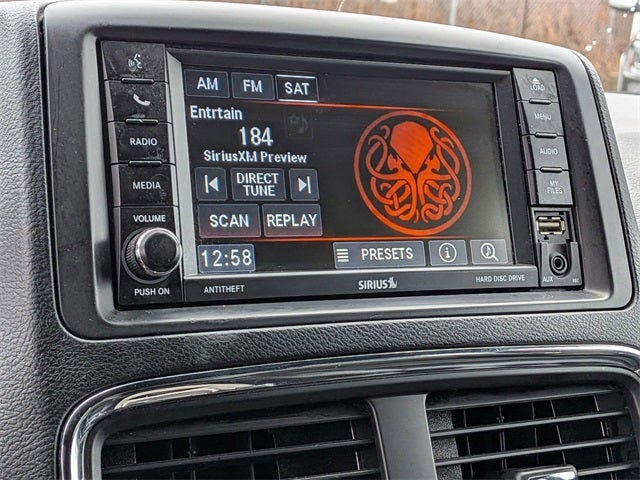 LOAD
MENU
AUDIO
MY
FILES
RADIO
MEDIA
VOLUME
PUSH ON
AM FM SAT
Entrtain
184
SiriusXM Preview
DIRECT
TUNE
SCAN REPLAY
12:58
PRESETS
ANTITHEFT
SIRIUS
HARD DISC DRIVE
AUX